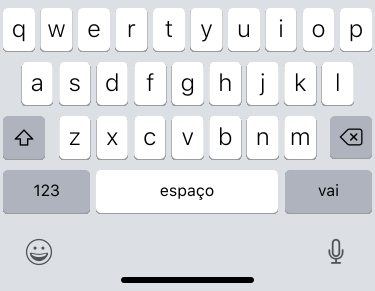 q w e r t y u i o p
a s d f g h j k l
z x c v b n m
123 espaço vai